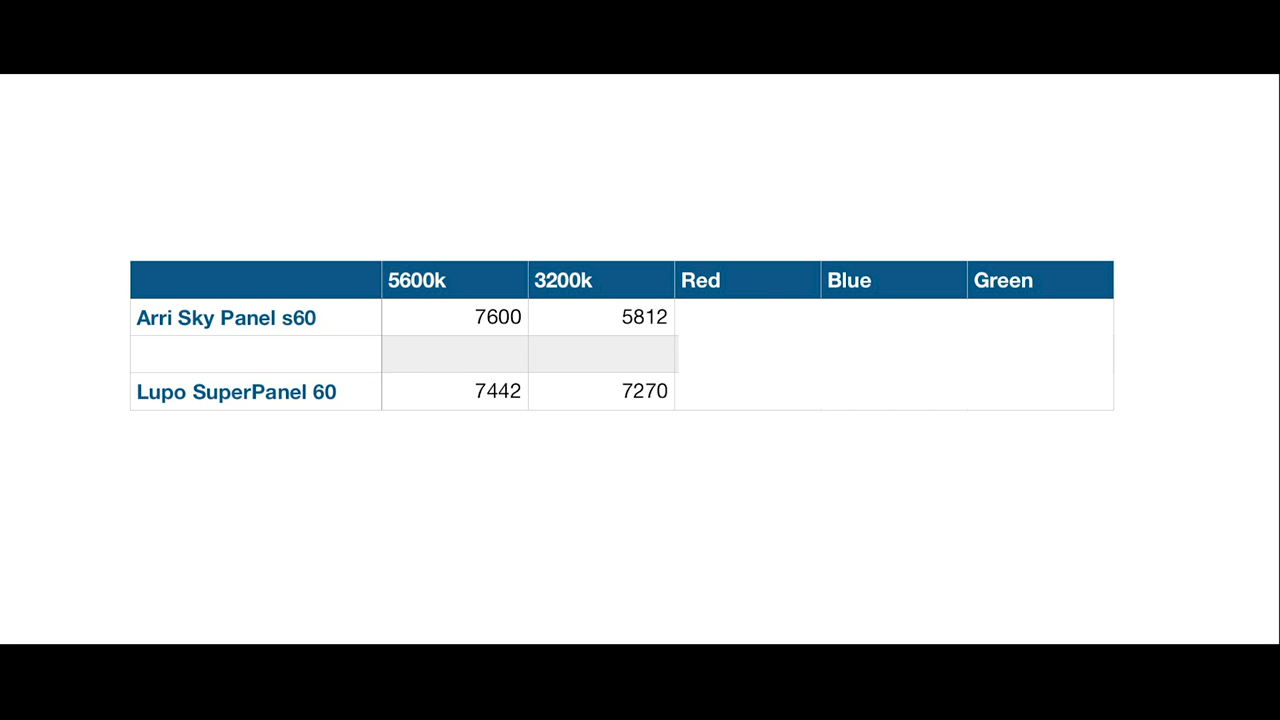 5600k 3200k Red Blue Green
Arri Sky Panel s60 7600 5812
Lupo SuperPanel 60 7442 7270